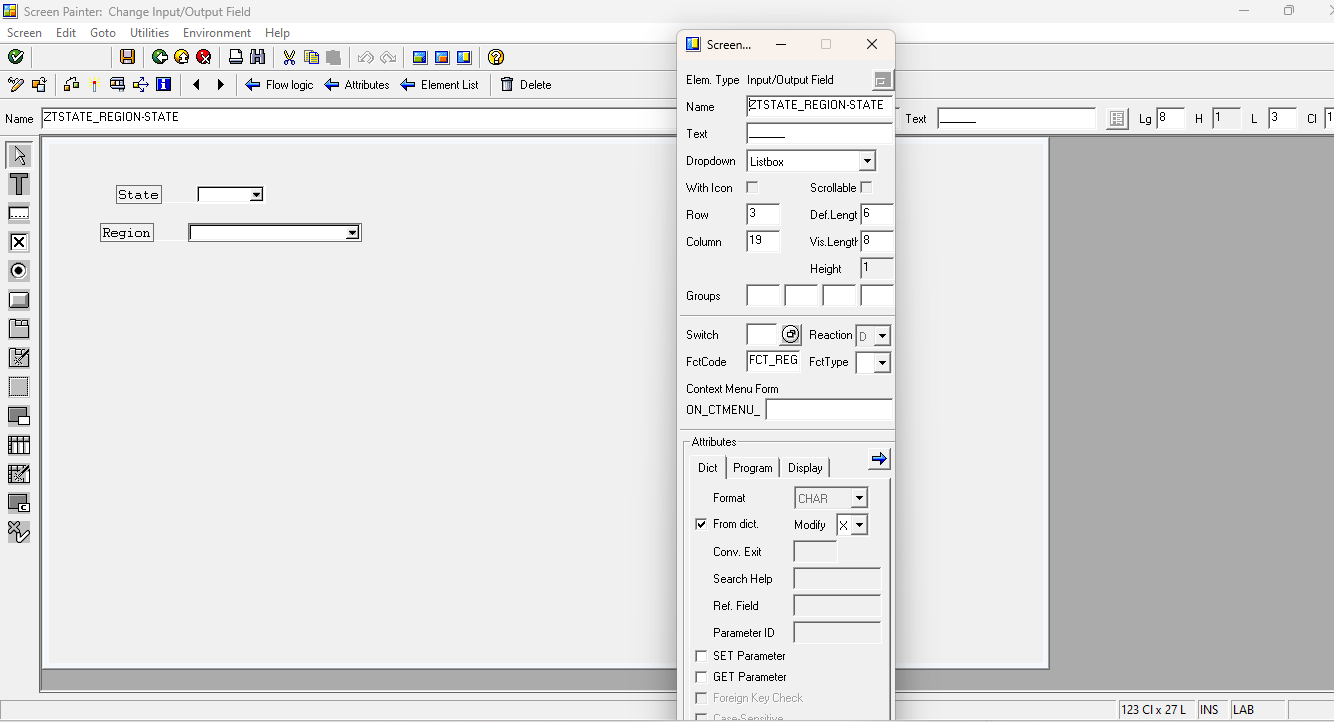 Screen Painter: Change Input/Output Field
Screen Edit Goto Utilities Environment Help
Flow logic Attributes Element List Delete
Name ZTSTATE_REGION-STATE
Text ______ Lg 8 H 1 L 3 Cl 1
State
Region
Screen...
Elem. Type Input/Output Field
Name ZTSTATE_REGION-STATE
Text ______
Dropdown Listbox
With Icon Scrollable
Row 3 Def.Lengt 6
Column 19 Vis.Length 8
Height 1
Groups
Switch Reaction D
FctCode FCT_REG FctType
Context Menu Form
ON_CTMENU_
Attributes
Dict Program Display
Format CHAR
From dict. Modify X
Conv. Exit
Search Help
Ref. Field
Parameter ID
SET Parameter
GET Parameter
Foreign Key Check
Case-Sensitive
123 Cl x 27 L INS LAB